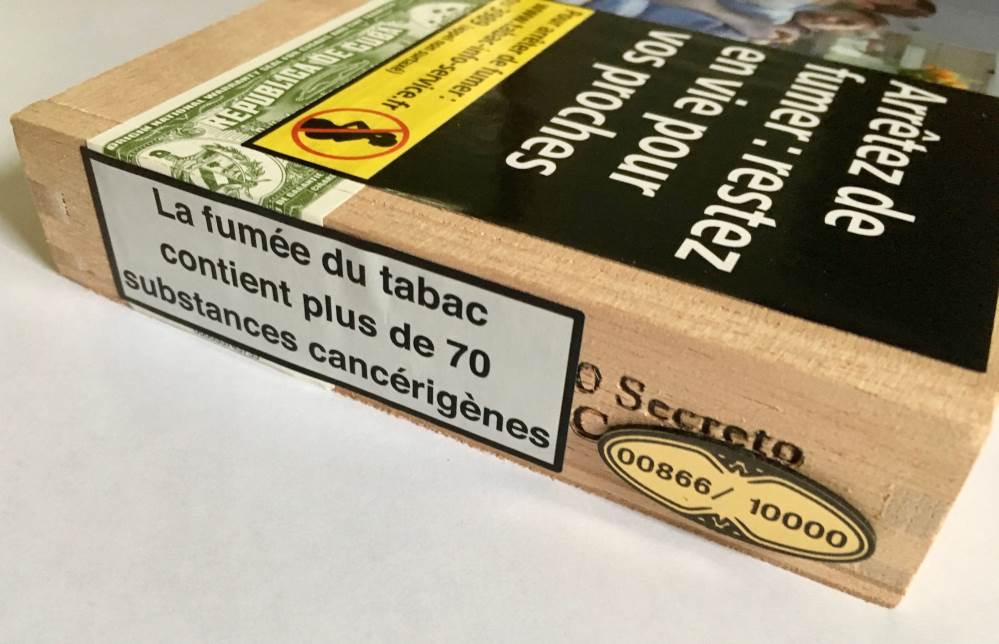 REPÚBLICA DE CUBA
Pour arrêter de fumer :
www.tabac-info-service.fr
Arrêtez de
fumer : restez
en vie pour
vos proches
La fumée du tabac
contient plus de 70
substances cancérigènes
o Secreto
C
00866/ 10000